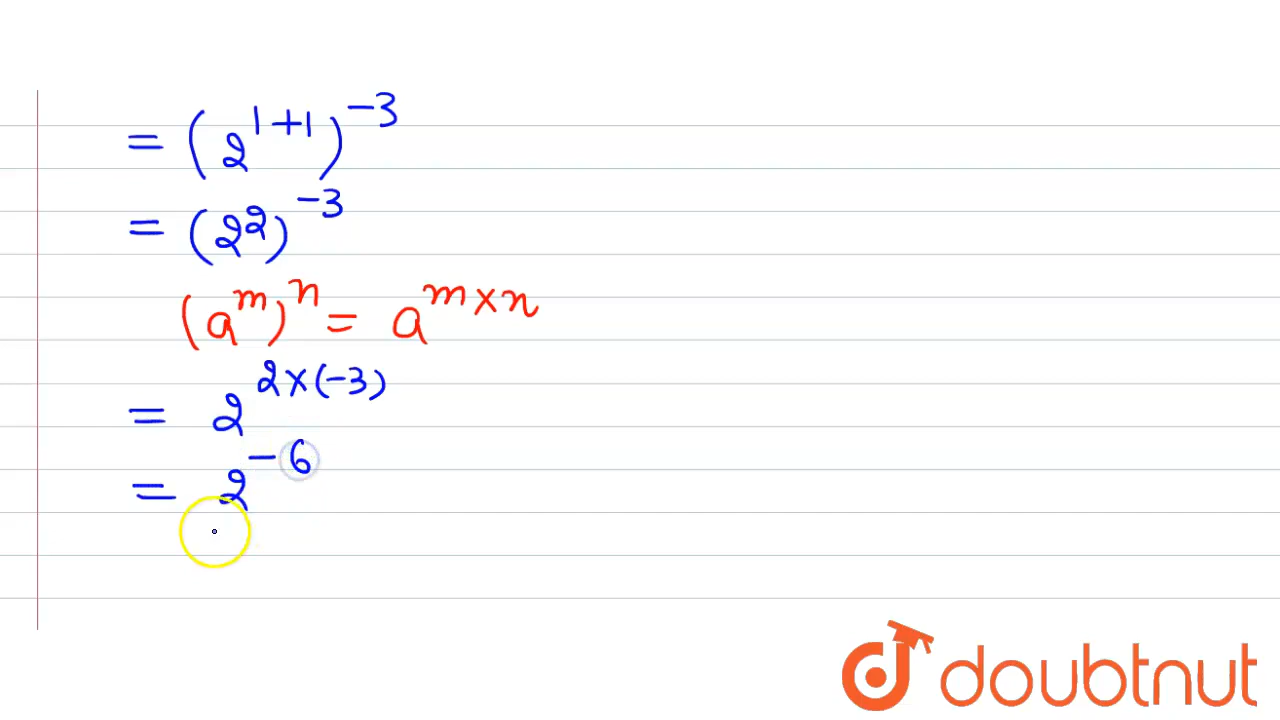 = (2^{1+1})^{-3}
= (2^2)^{-3}
(a^m)^n = a^{m×n}
= 2^{2×(-3)}
= 2^{-6}
doubtnut